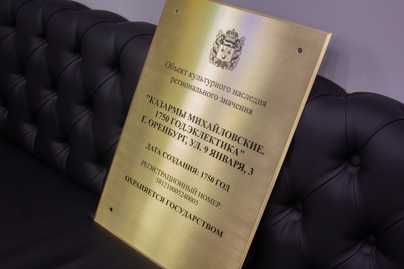 Объект культурного наследия
регионального значения
"КАЗАРМЫ МИХАЙЛОВСКИЕ.
1750 ГОД.ЭКЛЕКТИКА"
Г. ОРЕНБУРГ, УЛ. 9 ЯНВАРЯ, 3
ДАТА СОЗДАНИЯ: 1750 ГОД
РЕГИСТРАЦИОННЫЙ НОМЕР:
ОХРАНЯЕТСЯ ГОСУДАРСТВОМ